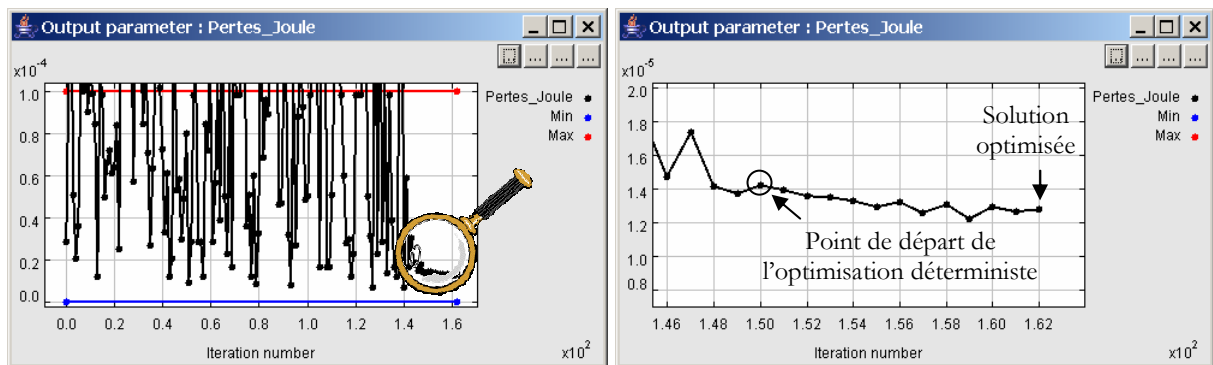 Output parameter : Pertes_Joule
x10-4
1.0
0.8
0.6
0.4
0.2
0.0
0.0 0.2 0.4 0.6 0.8 1.0 1.2 1.4 1.6
Iteration number
x102
Pertes_Joule
Min
Max
Output parameter : Pertes_Joule
x10-5
2.0
1.8
1.6
1.4
1.2
1.0
0.8
1.46 1.48 1.50 1.52 1.54 1.56 1.58 1.60 1.62
Iteration number
x102
Pertes_Joule
Min
Max
Solution
optimisée
Point de départ de
l’optimisation déterministe